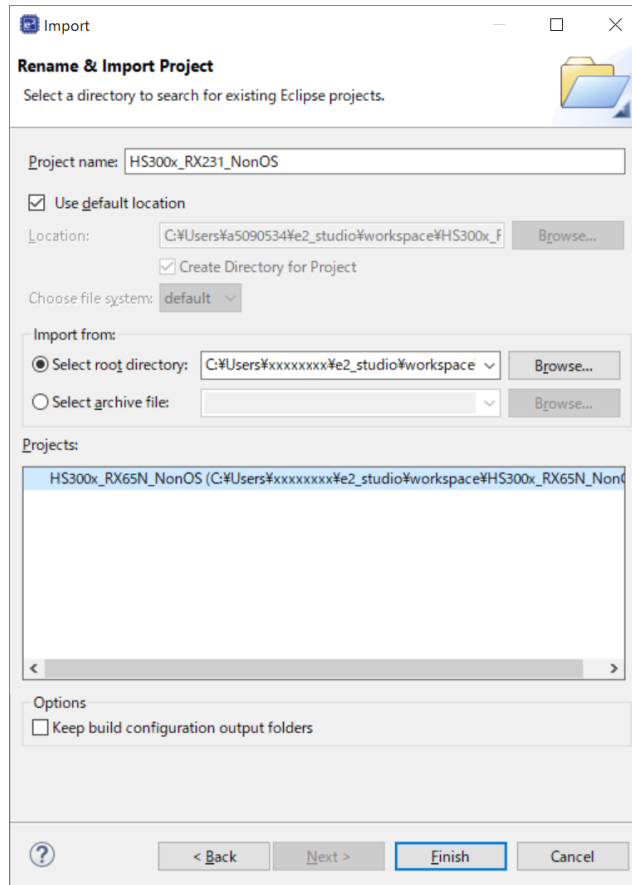 Import
Rename & Import Project
Select a directory to search for existing Eclipse projects.
Project name: HS300x_RX231_NonOS
Use default location
Location: C:¥Users¥a5090534¥e2_studio¥workspace¥HS300x_F Browse...
Create Directory for Project
Choose file system: default
Import from:
Select root directory: C:¥Users¥xxxxxxxx¥e2_studio¥workspace Browse...
Select archive file: Browse...
Projects:
HS300x_RX65N_NonOS (C:¥Users¥xxxxxxxx¥e2_studio¥workspace¥HS300x_RX65N_Non
Options
Keep build configuration output folders
< Back Next > Finish Cancel